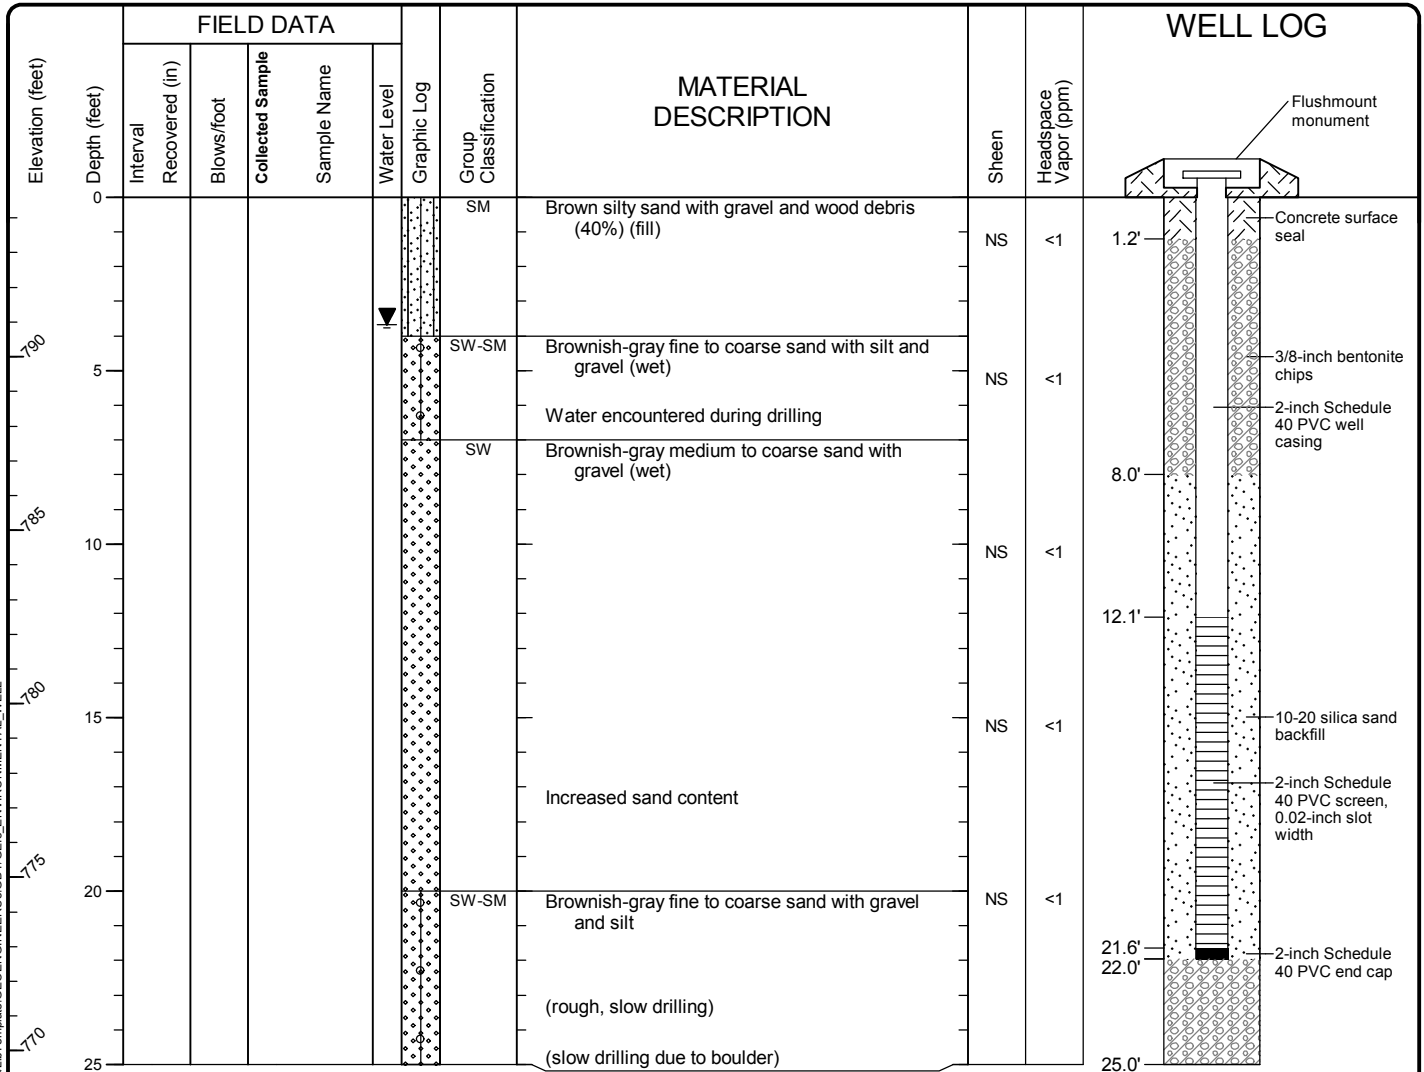 FIELD DATA
WELL LOG
Elevation (feet)
Depth (feet)
Interval
Recovered (in)
Blows/foot
Collected Sample
Sample Name
Water Level
Graphic Log
Group
Classification
MATERIAL
DESCRIPTION
Sheen
Headspace
Vapor (ppm)
Flushmount
monument
0
SM
Brown silty sand with gravel and wood debris
(40%) (fill)
NS
<1
1.2'
Concrete surface
seal
790
SW-SM
Brownish-gray fine to coarse sand with silt and
gravel (wet)
5
NS
<1
3/8-inch bentonite
chips
Water encountered during drilling
2-inch Schedule
40 PVC well
casing
SW
Brownish-gray medium to coarse sand with
gravel (wet)
8.0'
785
10
NS
<1
12.1'
780
15
NS
<1
10-20 silica sand
backfill
Increased sand content
2-inch Schedule
40 PVC screen,
0.02-inch slot
width
775
20
SW-SM
Brownish-gray fine to coarse sand with gravel
and silt
NS
<1
21.6'
22.0'
2-inch Schedule
40 PVC end cap
(rough, slow drilling)
770
(slow drilling due to boulder)
25
25.0'